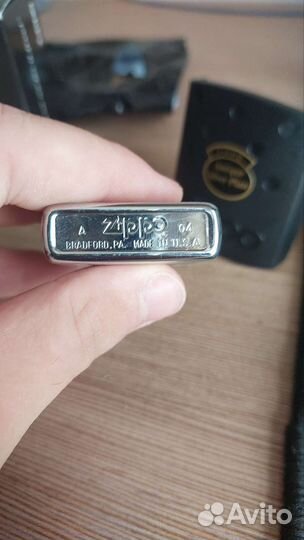 A Zippo 04
BRADFORD, PA. MADE IN U.S.A
Avito